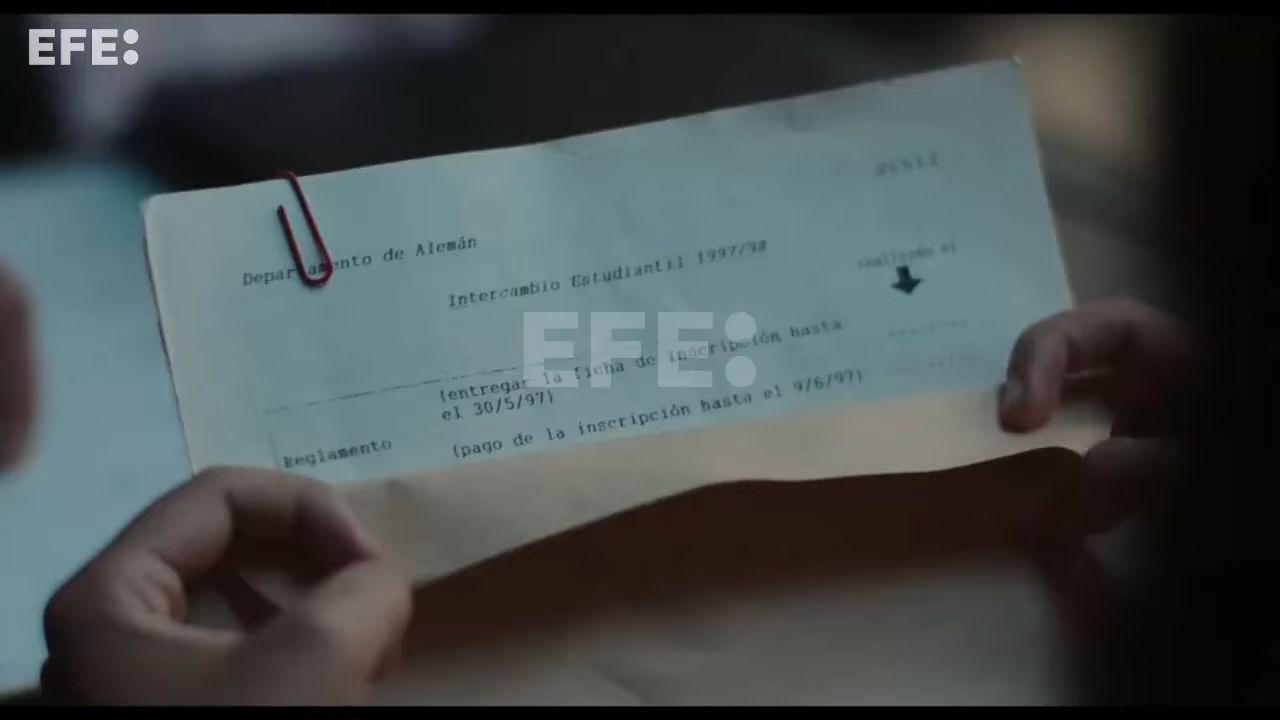 EFE:
Departamento de Alemán
Intercambio Estudiantil 1997/98
EFE:
(entregar la ficha de inscripción hasta
el 30/5/97)
Reglamento
(pago de la inscripción hasta el 9/6/97)